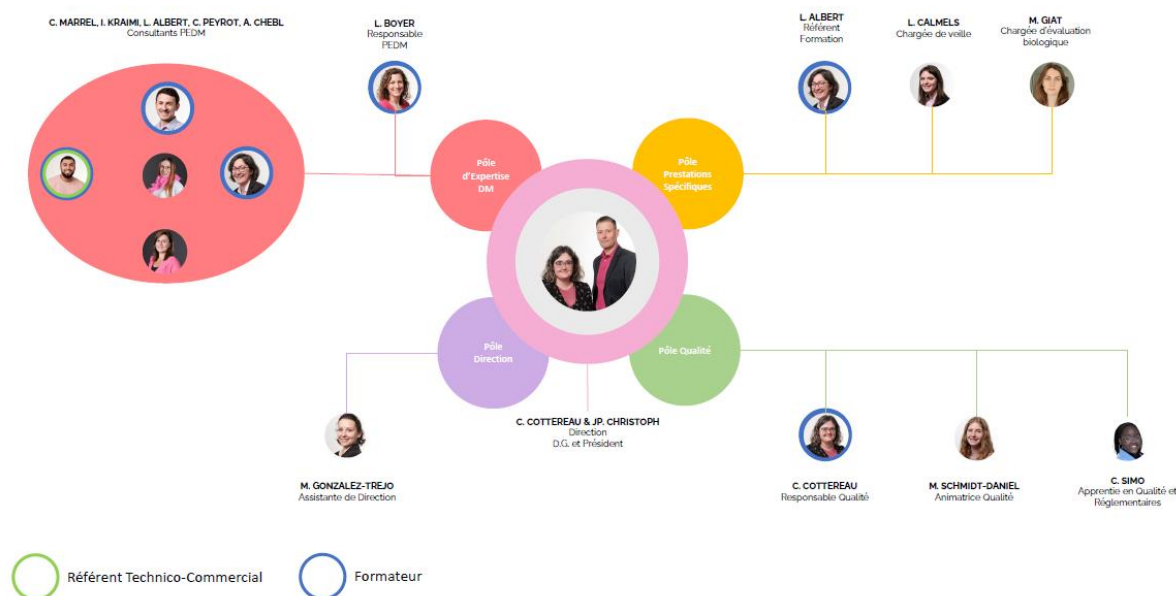 C. MARREL, I. KRAIMI, L. ALBERT, C. PEYROT, A. CHEBL
Consultants PEDM
L. BOYER
Responsable
PEDM
L. ALBERT
Référent
Formation
L. CALMELS
Chargée de veille
M. GIAT
Chargée d'évaluation
biologique
Pôle
d'Expertise
DM
Pôle
Prestations
Spécifiques
Pôle
Direction
Pôle Qualité
C. COTTEREAU & JP. CHRISTOPH
Direction
D.G. et Président
M. GONZALEZ-TREJO
Assistante de Direction
C. COTTEREAU
Responsable Qualité
M. SCHMIDT-DANIEL
Animatrice Qualité
C. SIMO
Apprentie en Qualité et
Réglementaires
Référent Technico-Commercial
Formateur